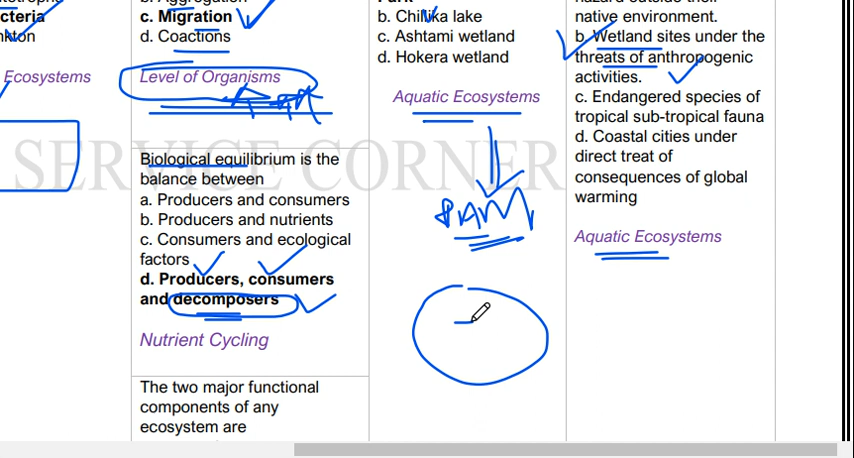 cteria
nkton
Ecosystems
c. Migration
d. Coactions
Level of Organisms
Biological equilibrium is the
balance between
a. Producers and consumers
b. Producers and nutrients
c. Consumers and ecological
factors
d. Producers, consumers
and decomposers
Nutrient Cycling
The two major functional
components of any
ecosystem are
b. Chilika lake
c. Ashtami wetland
d. Hokera wetland
Aquatic Ecosystems
native environment.
b. Wetland sites under the
threats of anthropogenic
activities.
c. Endangered species of
tropical sub-tropical fauna
d. Coastal cities under
direct treat of
consequences of global
warming
Aquatic Ecosystems
SERVICE CORNER